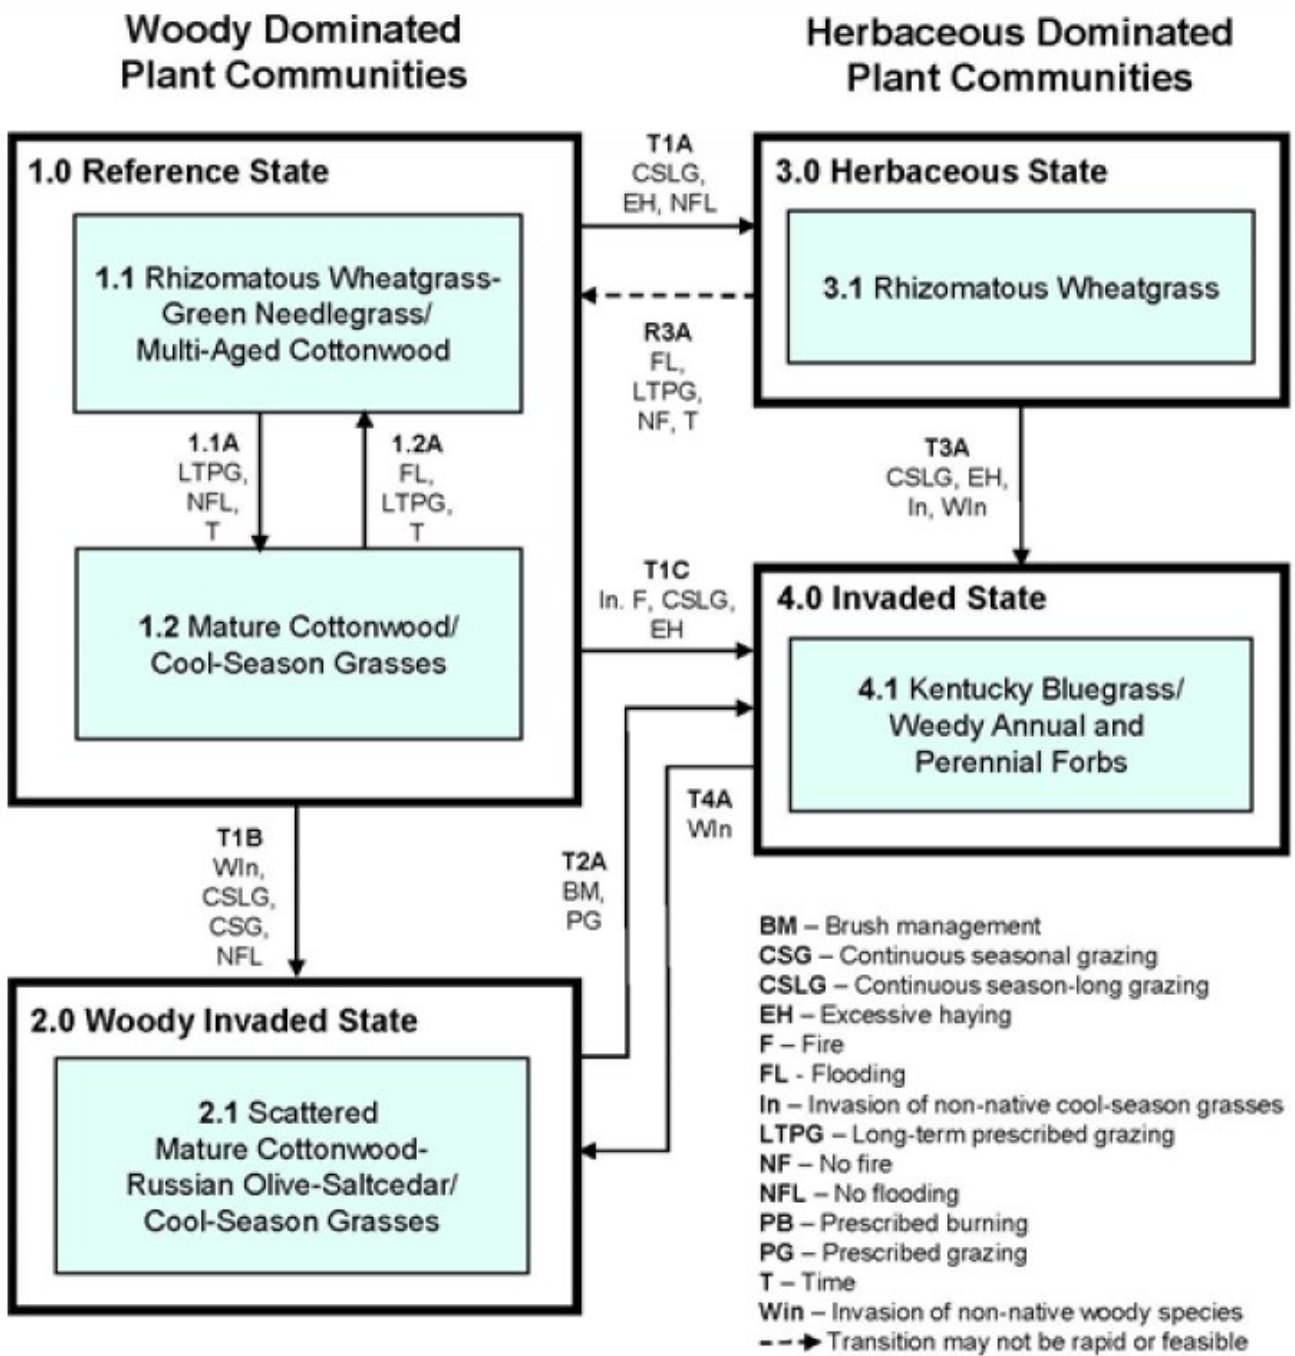 Woody Dominated
Plant Communities
Herbaceous Dominated
Plant Communities
1.0 Reference State
1.1 Rhizomatous Wheatgrass-
Green Needlegrass/
Multi-Aged Cottonwood
1.1A
LTPG,
NFL,
T
1.2A
FL,
LTPG,
T
1.2 Mature Cottonwood/
Cool-Season Grasses
T1A
CSLG,
EH, NFL
R3A
FL,
LTPG,
NF, T
3.0 Herbaceous State
3.1 Rhizomatous Wheatgrass
T3A
CSLG, EH,
In, WIn
T1C
In. F, CSLG,
EH
4.0 Invaded State
4.1 Kentucky Bluegrass/
Weedy Annual and
Perennial Forbs
T1B
WIn,
CSLG,
CSG,
NFL
T2A
BM,
PG
T4A
WIn
2.0 Woody Invaded State
2.1 Scattered
Mature Cottonwood-
Russian Olive-Saltcedar/
Cool-Season Grasses
BM – Brush management
CSG – Continuous seasonal grazing
CSLG – Continuous season-long grazing
EH – Excessive haying
F – Fire
FL - Flooding
In – Invasion of non-native cool-season grasses
LTPG – Long-term prescribed grazing
NF – No fire
NFL – No flooding
PB – Prescribed burning
PG – Prescribed grazing
T – Time
Win – Invasion of non-native woody species
Transition may not be rapid or feasible